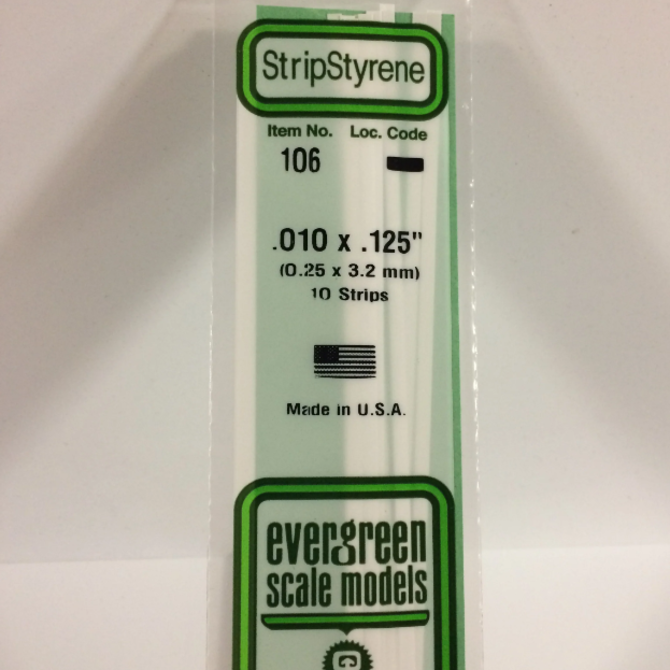 StripStyrene
Item No. Loc. Code
106
.010 x .125"
(0.25 x 3.2 mm)
10 Strips
Made in U.S.A.
evergreen
scale models